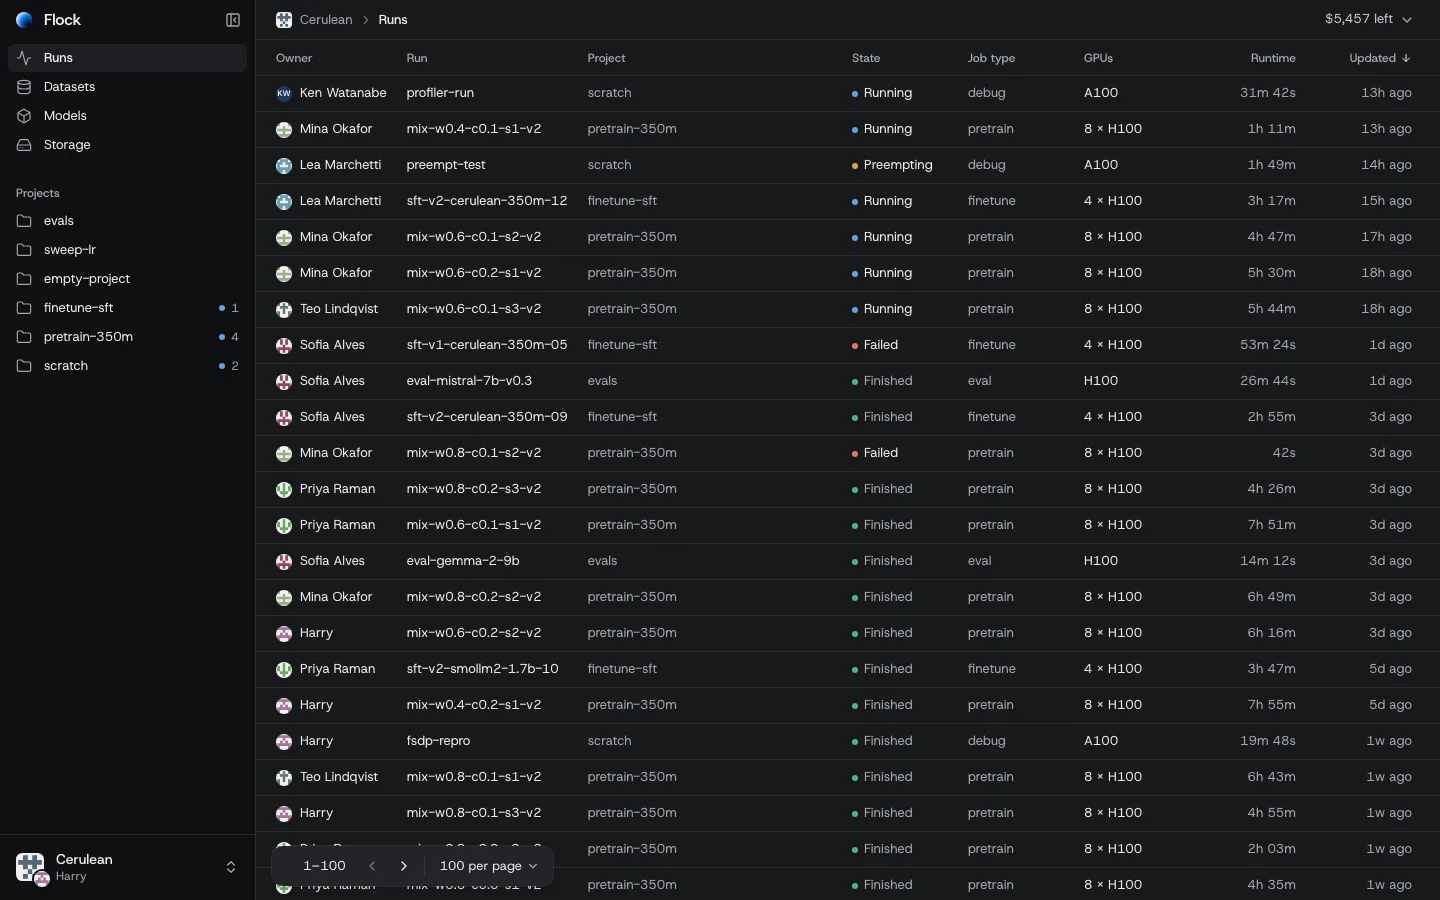 Flock
Runs
Datasets
Models
Storage
Projects
evals
sweep-lr
empty-project
finetune-sft 1
pretrain-350m 4
scratch 2
Cerulean
Harry
Cerulean > Runs
$5,457 left
Owner Run Project State Job type GPUs Runtime Updated ↓
KW Ken Watanabe profiler-run scratch Running debug A100 31m 42s 13h ago
Mina Okafor mix-w0.4-c0.1-s1-v2 pretrain-350m Running pretrain 8 × H100 1h 11m 13h ago
Lea Marchetti preempt-test scratch Preempting debug A100 1h 49m 14h ago
Lea Marchetti sft-v2-cerulean-350m-12 finetune-sft Running finetune 4 × H100 3h 17m 15h ago
Mina Okafor mix-w0.6-c0.1-s2-v2 pretrain-350m Running pretrain 8 × H100 4h 47m 17h ago
Mina Okafor mix-w0.6-c0.2-s1-v2 pretrain-350m Running pretrain 8 × H100 5h 30m 18h ago
Teo Lindqvist mix-w0.6-c0.1-s3-v2 pretrain-350m Running pretrain 8 × H100 5h 44m 18h ago
Sofia Alves sft-v1-cerulean-350m-05 finetune-sft Failed finetune 4 × H100 53m 24s 1d ago
Sofia Alves eval-mistral-7b-v0.3 evals Finished eval H100 26m 44s 1d ago
Sofia Alves sft-v2-cerulean-350m-09 finetune-sft Finished finetune 4 × H100 2h 55m 3d ago
Mina Okafor mix-w0.8-c0.1-s2-v2 pretrain-350m Failed pretrain 8 × H100 42s 3d ago
Priya Raman mix-w0.8-c0.2-s3-v2 pretrain-350m Finished pretrain 8 × H100 4h 26m 3d ago
Priya Raman mix-w0.6-c0.1-s1-v2 pretrain-350m Finished pretrain 8 × H100 7h 51m 3d ago
Sofia Alves eval-gemma-2-9b evals Finished eval H100 14m 12s 3d ago
Mina Okafor mix-w0.8-c0.2-s2-v2 pretrain-350m Finished pretrain 8 × H100 6h 49m 3d ago
Harry mix-w0.6-c0.2-s2-v2 pretrain-350m Finished pretrain 8 × H100 6h 16m 3d ago
Priya Raman sft-v2-smollm2-1.7b-10 finetune-sft Finished finetune 4 × H100 3h 47m 5d ago
Harry mix-w0.4-c0.2-s1-v2 pretrain-350m Finished pretrain 8 × H100 7h 55m 5d ago
Harry fsdp-repro scratch Finished debug A100 19m 48s 1w ago
Teo Lindqvist mix-w0.8-c0.1-s1-v2 pretrain-350m Finished pretrain 8 × H100 6h 43m 1w ago
Harry mix-w0.8-c0.1-s3-v2 pretrain-350m Finished pretrain 8 × H100 4h 55m 1w ago
pretrain-350m Finished pretrain 8 × H100 2h 03m 1w ago
1–100 100 per page
Priya Raman pretrain-350m Finished pretrain 8 × H100 4h 35m 1w ago